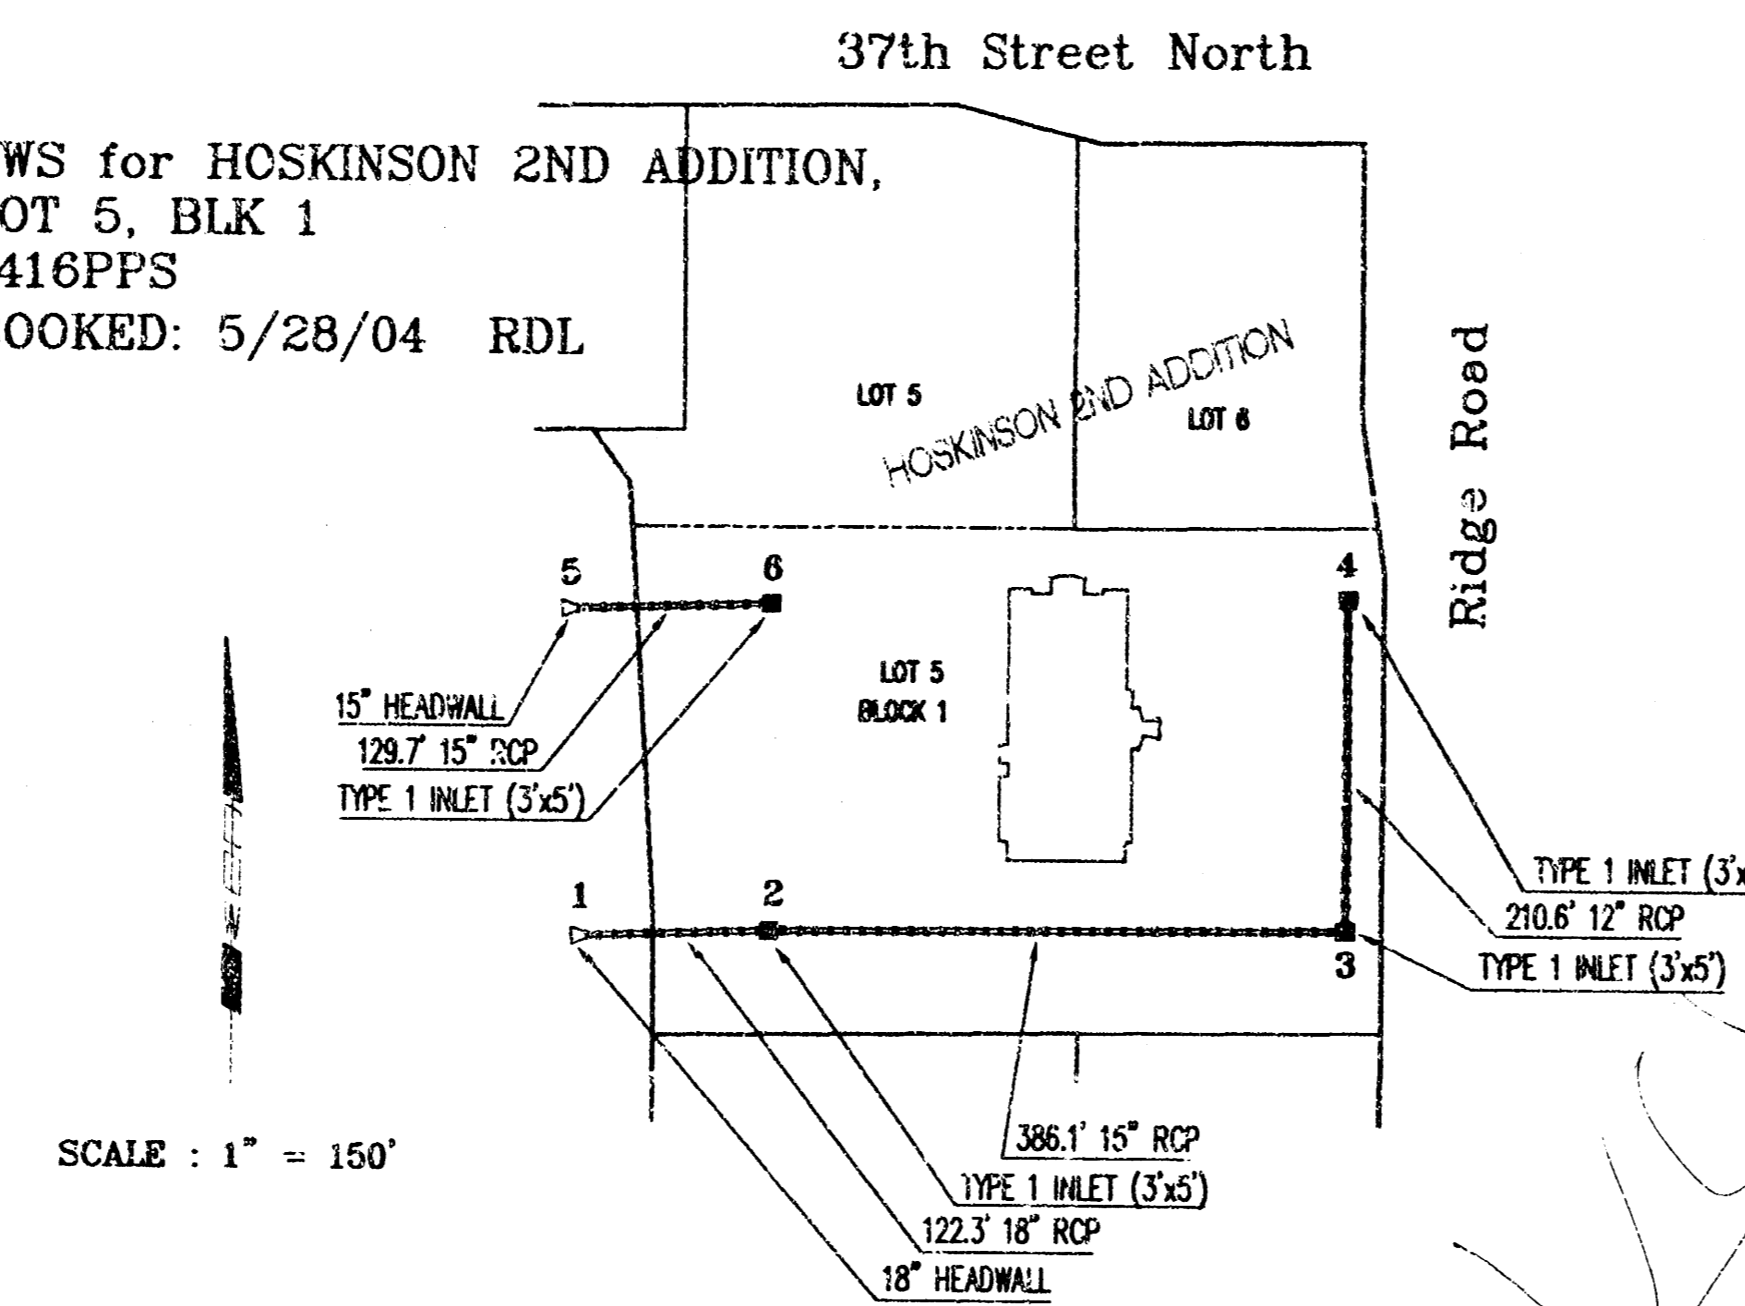 37th Street North
WS for HOSKINSON 2ND ADDITION,
OT 5, BLK 1
416PPS
OOKED: 5/28/04 RDL
LOT 5
HOSKINSON 2ND ADDITION
LOT 6
Ridge Road
5
6
4
15" HEADWALL
129.7' 15" RCP
TYPE 1 INLET (3'x5')
LOT 5
BLOCK 1
1
2
3
TYPE 1 INLET (3'x
210.6' 12" RCP
TYPE 1 INLET (3'x5')
386.1' 15" RCP
TYPE 1 INLET (3'x5')
122.3' 18" RCP
18" HEADWALL
SCALE : 1" = 150'